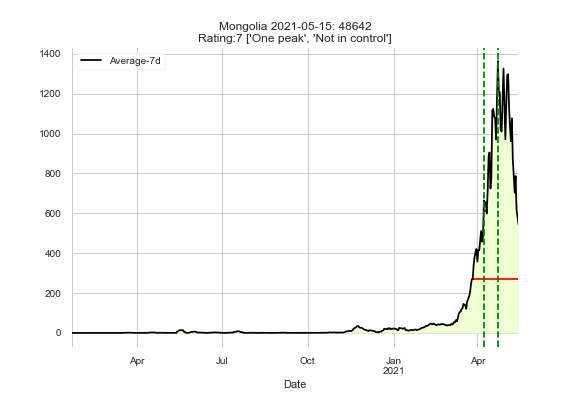 Mongolia 2021-05-15: 48642
Rating:7 ['One peak', 'Not in control']
Average-7d
1400
1200
1000
800
600
400
200
0
Apr Jul Oct Jan Apr
2021
Date